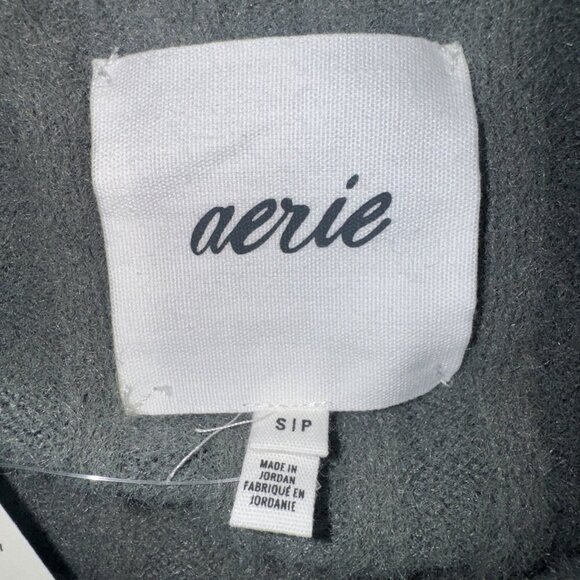 aerie
S|P
MADE IN
JORDAN
FABRIQUÉ EN
JORDANIE